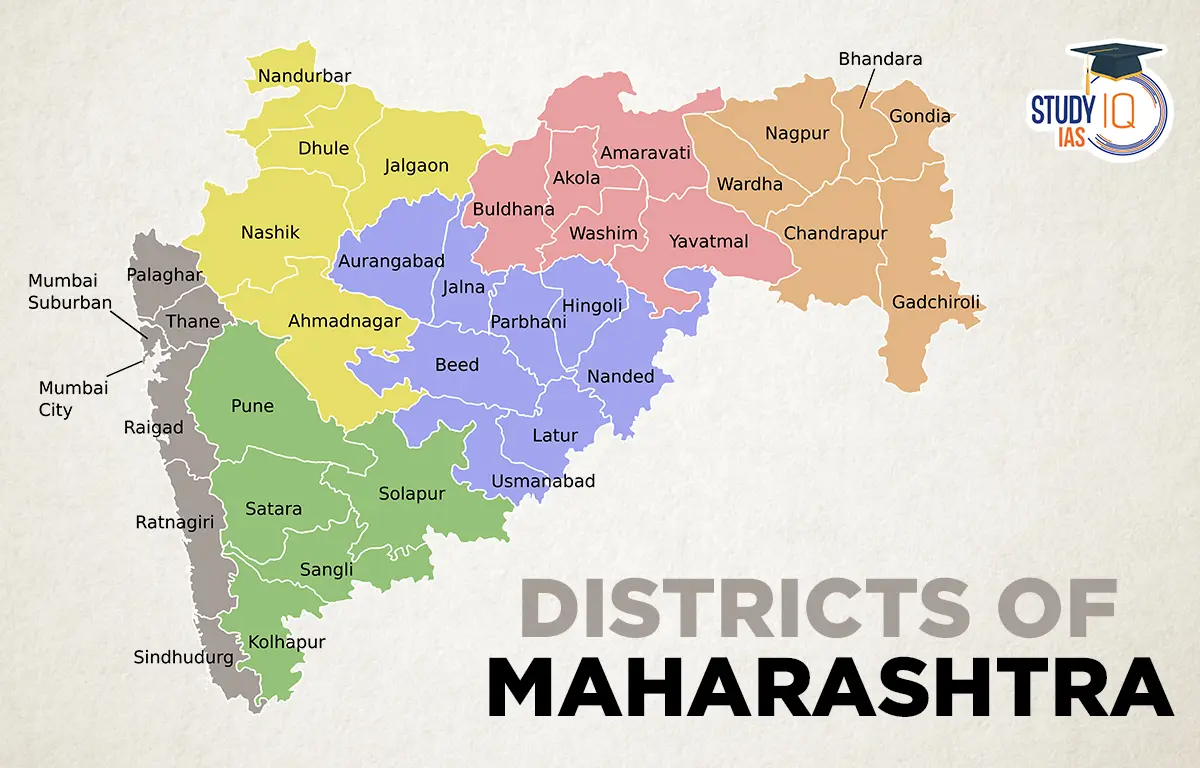 Bhandara
STUDY IQ
IAS
Nandurbar
Gondia
Nagpur
Dhule
Amaravati
Jalgaon
Akola
Wardha
Buldhana
Nashik
Washim
Yavatmal
Chandrapur
Aurangabad
Palaghar
Mumbai
Suburban
Jalna
Hingoli
Gadchiroli
Thane
Ahmadnagar
Parbhani
Beed
Nanded
Mumbai
City
Pune
Raigad
Latur
Usmanabad
Solapur
Satara
Ratnagiri
Sangli
Kolhapur
Sindhudurg
DISTRICTS OF
MAHARASHTRA